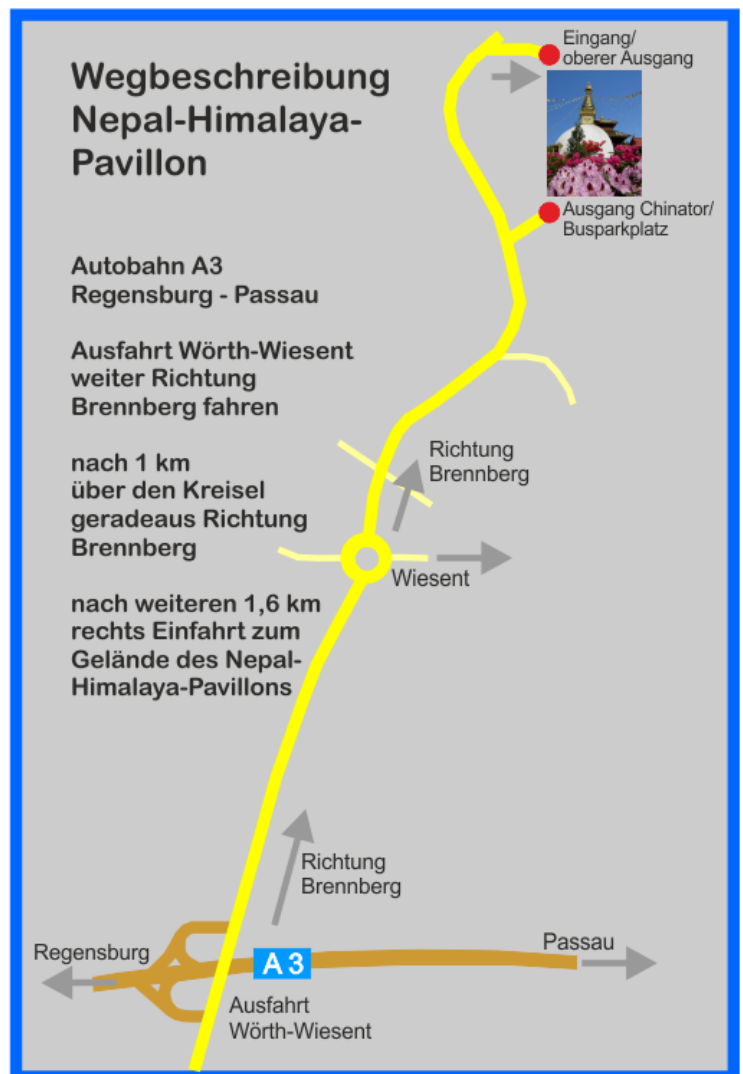 Wegbeschreibung
Nepal-Himalaya-
Pavillon
Autobahn A3
Regensburg - Passau
Ausfahrt Wörth-Wiesent
weiter Richtung
Brennberg fahren
nach 1 km
über den Kreisel
geradeaus Richtung
Brennberg
nach weiteren 1,6 km
rechts Einfahrt zum
Gelände des Nepal-
Himalaya-Pavillons
Eingang/
oberer Ausgang
Ausgang Chinator/
Busparkplatz
Richtung
Brennberg
Wiesent
Richtung
Brennberg
Regensburg
A 3
Passau
Ausfahrt
Wörth-Wiesent